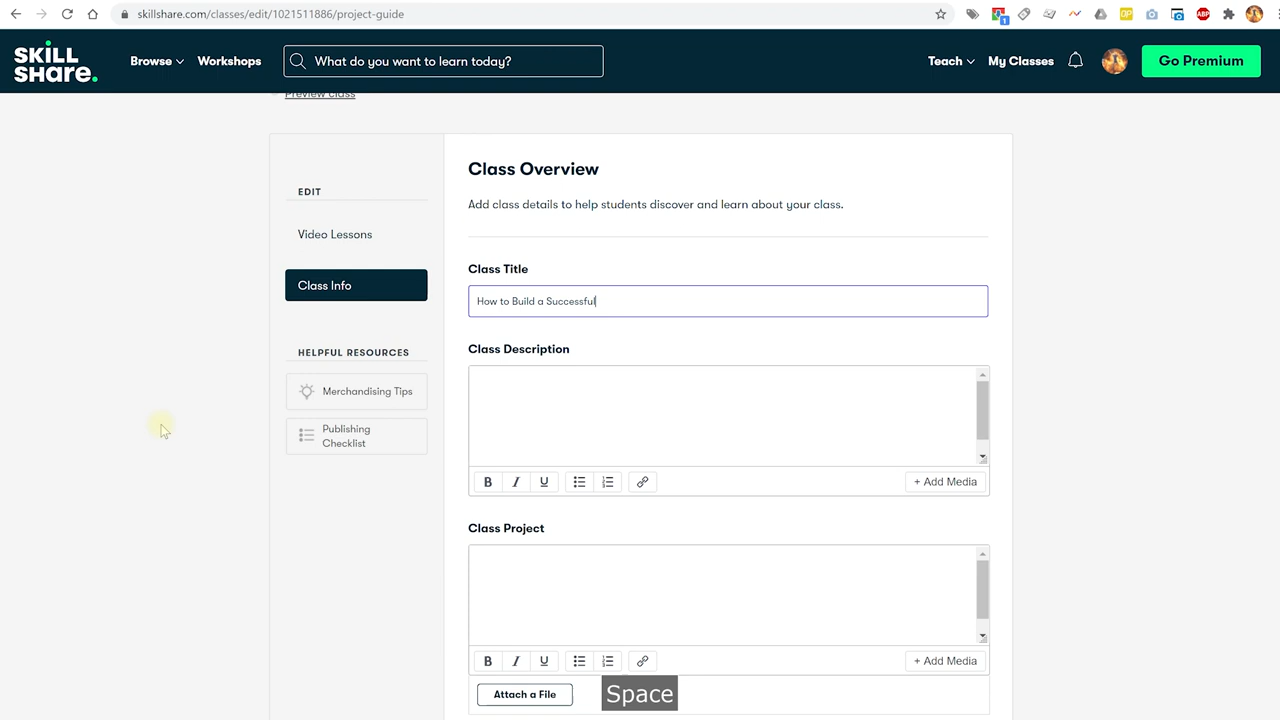 skillshare.com/classes/edit/1021511886/project-guide
1
OP
ABP
SKILL
SHARE.
Browse
Workshops
What do you want to learn today?
Teach
My Classes
Go Premium
Preview class
EDIT
Video Lessons
Class Info
HELPFUL RESOURCES
Merchandising Tips
Publishing
Checklist
Class Overview
Add class details to help students discover and learn about your class.
Class Title
How to Build a Successful
Class Description
B I U
+ Add Media
Class Project
B I U
+ Add Media
Attach a File
Space